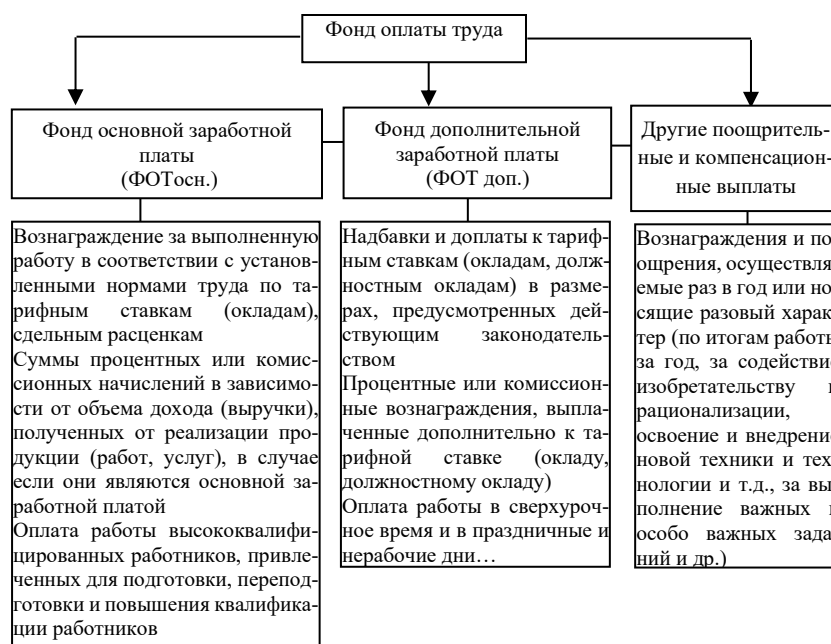 Фонд оплаты труда
Фонд основной заработной
платы
(ФОТосн.)
Фонд дополнительной
заработной платы
(ФОТ доп.)
Другие поощритель-
ные и компенсацион-
ные выплаты
Вознаграждение за выполненную
работу в соответствии с установ-
ленными нормами труда по та-
рифным ставкам (окладам),
сдельным расценкам
Суммы процентных или комис-
сионных начислений в зависимо-
сти от объема дохода (выручки),
полученных от реализации про-
дукции (работ, услуг), в случае
если они являются основной за-
работной платой
Оплата работы высококвалифи-
цированных работников, привле-
ченных для подготовки, перепод-
готовки и повышения квалифика-
ции работников
Надбавки и доплаты к тариф-
ным ставкам (окладам, долж-
ностным окладам) в разме-
рах, предусмотренных дей-
ствующим законодатель-
ством
Процентные или комиссион-
ные вознаграждения, выпла-
ченные дополнительно к та-
рифной ставке (окладу,
должностному окладу)
Оплата работы в сверхуроч-
ное время и в праздничные и
нерабочие дни…
Вознаграждения и по-
ощрения, осуществля-
емые раз в год или но-
сящие разовый харак-
тер (по итогам работы
за год, за содействие
изобретательству
рационализации,
освоение и внедрение
новой техники и тех-
нологии и т.д., за вы-
полнение важных
особо важных зада-
ний и др.)